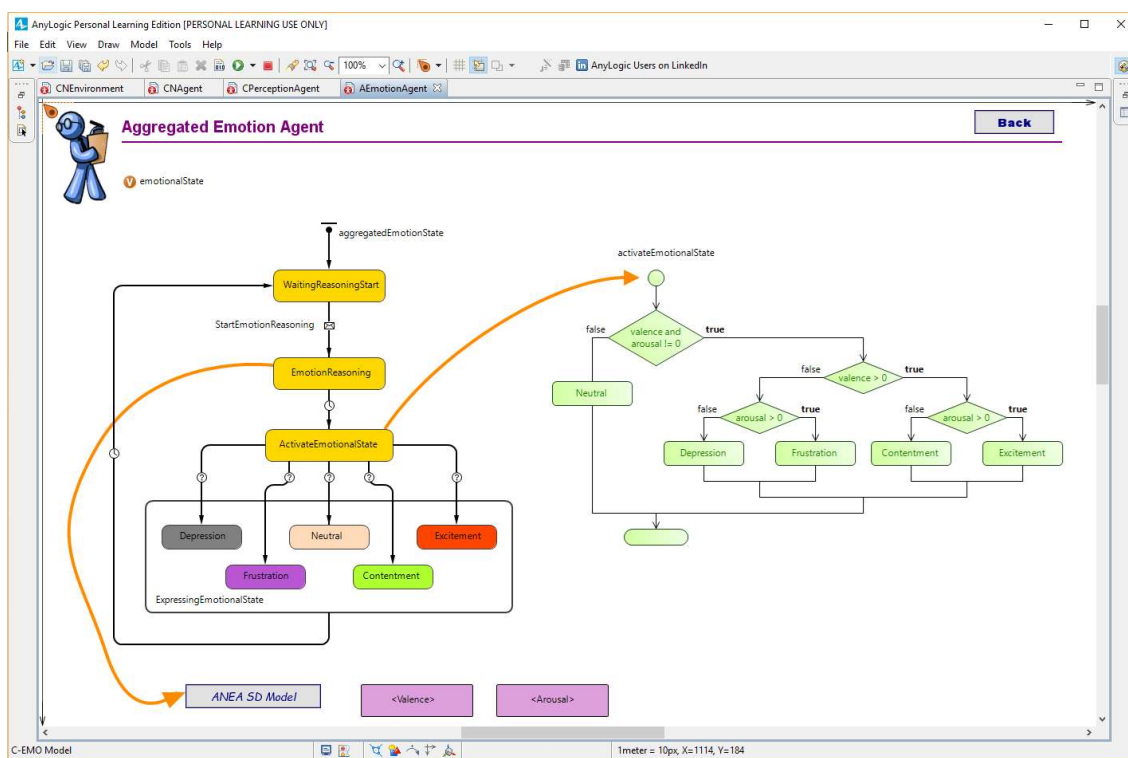 AnyLogic Personal Learning Edition [PERSONAL LEARNING USE ONLY]
File Edit View Draw Model Tools Help
100% AnyLogic Users on LinkedIn
CNEnvironment CNAgent CPerceptionAgent AEmotionAgent
Aggregated Emotion Agent
Back
V emotionalState
aggregatedEmotionState
WaitingReasoningStart
StartEmotionReasoning
EmotionReasoning
ActivateEmotionalState
? ? ? ? ?
Depression Neutral Excitement
Frustration Contentment
ExpressingEmotionalState
activateEmotionalState
false valence and true
arousal != 0
Neutral
false valence > 0 true
false arousal > 0 true false arousal > 0 true
Depression Frustration Contentment Excitement
ANEA SD Model <Valence> <Arousal>
C-EMO Model 1meter = 10px, X=1114, Y=184